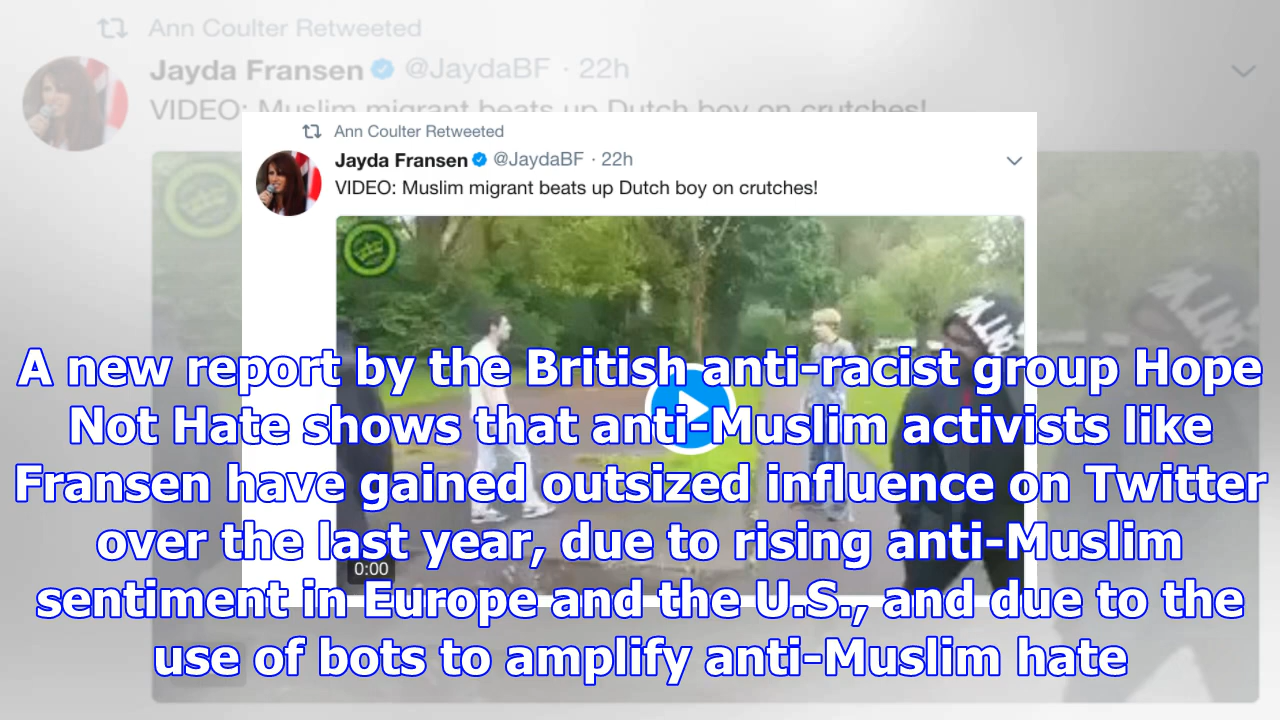 Ann Coulter Retweeted
Jayda Fransen @JaydaBF · 22h
VIDEO: Muslim migrant beats up Dutch boy on crutches!
Ann Coulter Retweeted
Jayda Fransen @JaydaBF · 22h
VIDEO: Muslim migrant beats up Dutch boy on crutches!
A new report by the British anti-racist group Hope
Not Hate shows that anti-Muslim activists like
Fransen have gained outsized influence on Twitter
over the last year, due to rising anti-Muslim
0:00
sentiment in Europe and the U.S., and due to the
use of bots to amplify anti-Muslim hate